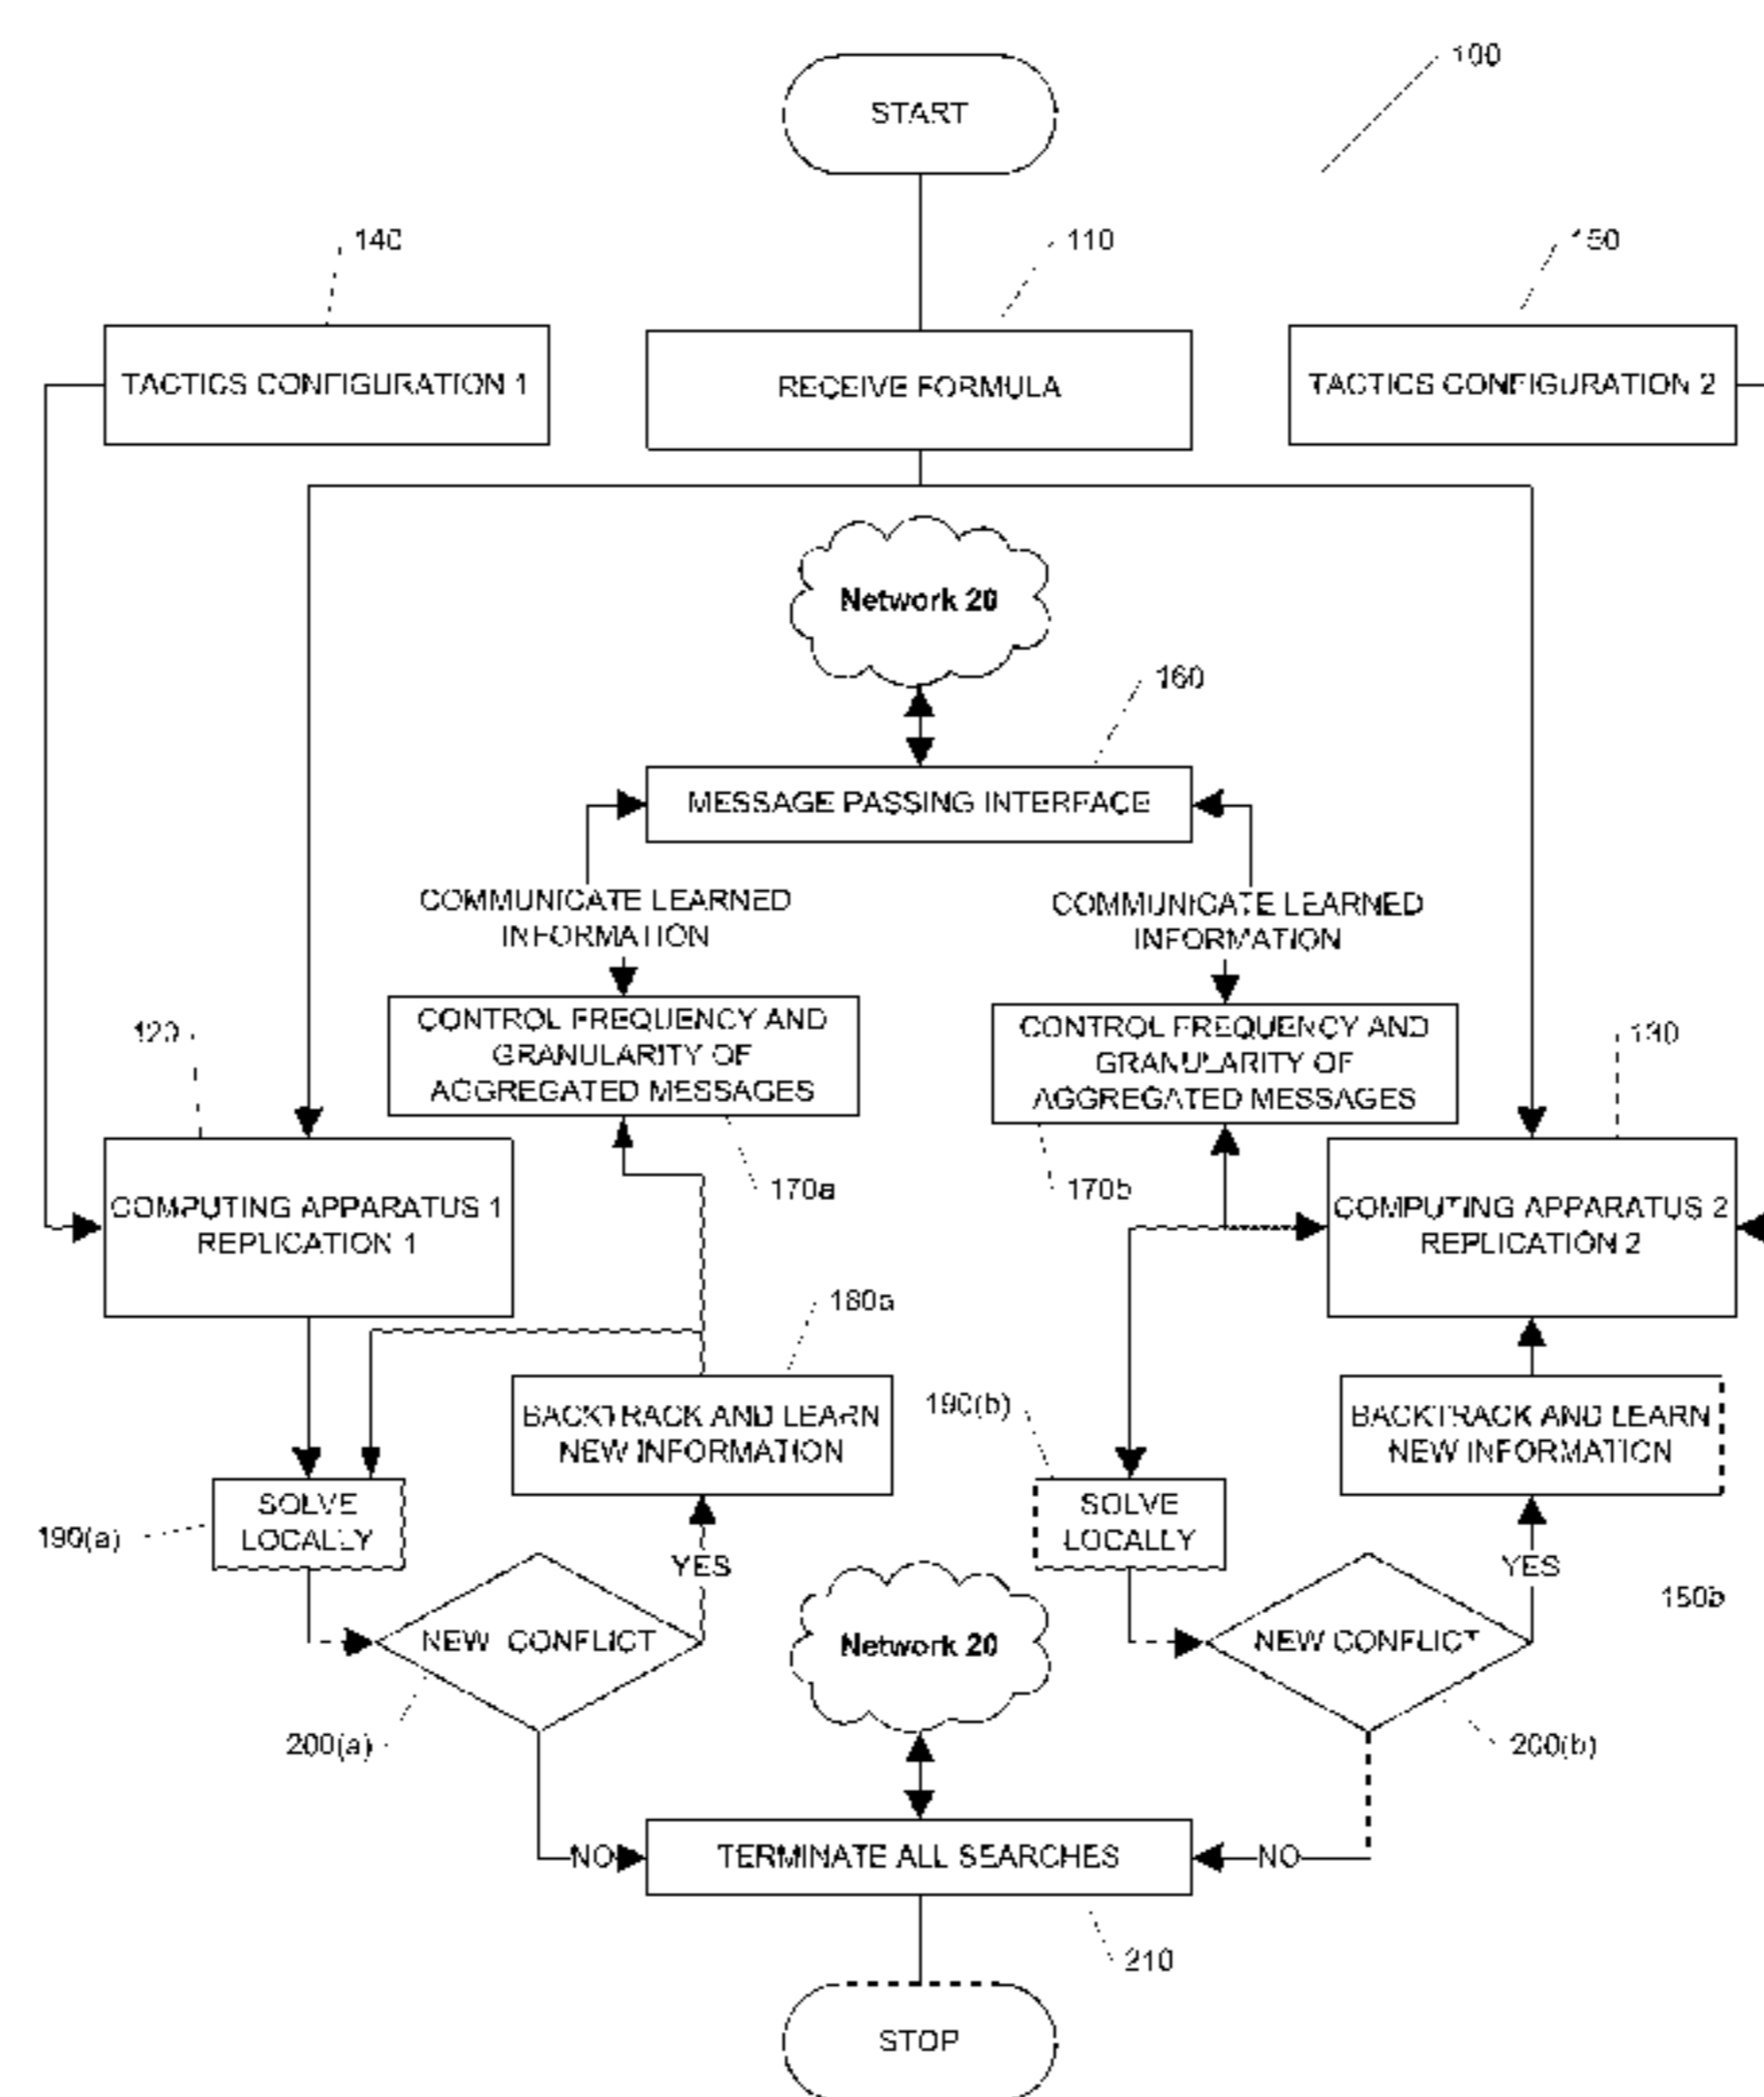 100
START
140
110
150
TACTICS CONFIGURATION 1
RECEIVE FORMULA
TACTICS CONFIGURATION 2
Network 20
160
MESSAGE PASSING INTERFACE
COMMUNICATE LEARNED
INFORMATION
COMMUNICATE LEARNED
INFORMATION
120
CONTROL FREQUENCY AND
GRANULARITY OF
AGGREGATED MESSAGES
CONTROL FREQUENCY AND
GRANULARITY OF
AGGREGATED MESSAGES
130
170a
170b
COMPUTING APPARATUS 1
REPLICATION 1
COMPUTING APPARATUS 2
REPLICATION 2
180a
BACKTRACK AND LEARN
NEW INFORMATION
190(b)
BACKTRACK AND LEARN
NEW INFORMATION
190(a)
SOLVE
LOCALLY
SOLVE
LOCALLY
YES
YES
NEW CONFLICT
Network 20
NEW CONFLICT
200(a)
200(b)
NO
TERMINATE ALL SEARCHES
NO
210
STOP